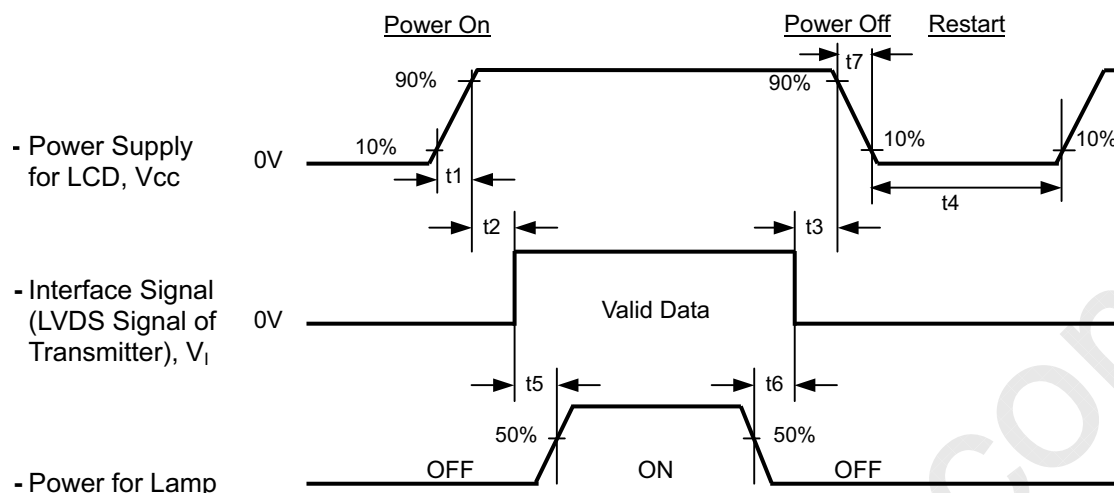 Power On
Power Off
Restart
t7
90%
90%
10%
10%
10%
- Power Supply
for LCD, Vcc
0V
t1
t4
t2
t3
- Interface Signal
(LVDS Signal of
Transmitter), VI
0V
Valid Data
t5
t6
50%
50%
OFF
ON
OFF
- Power for Lamp